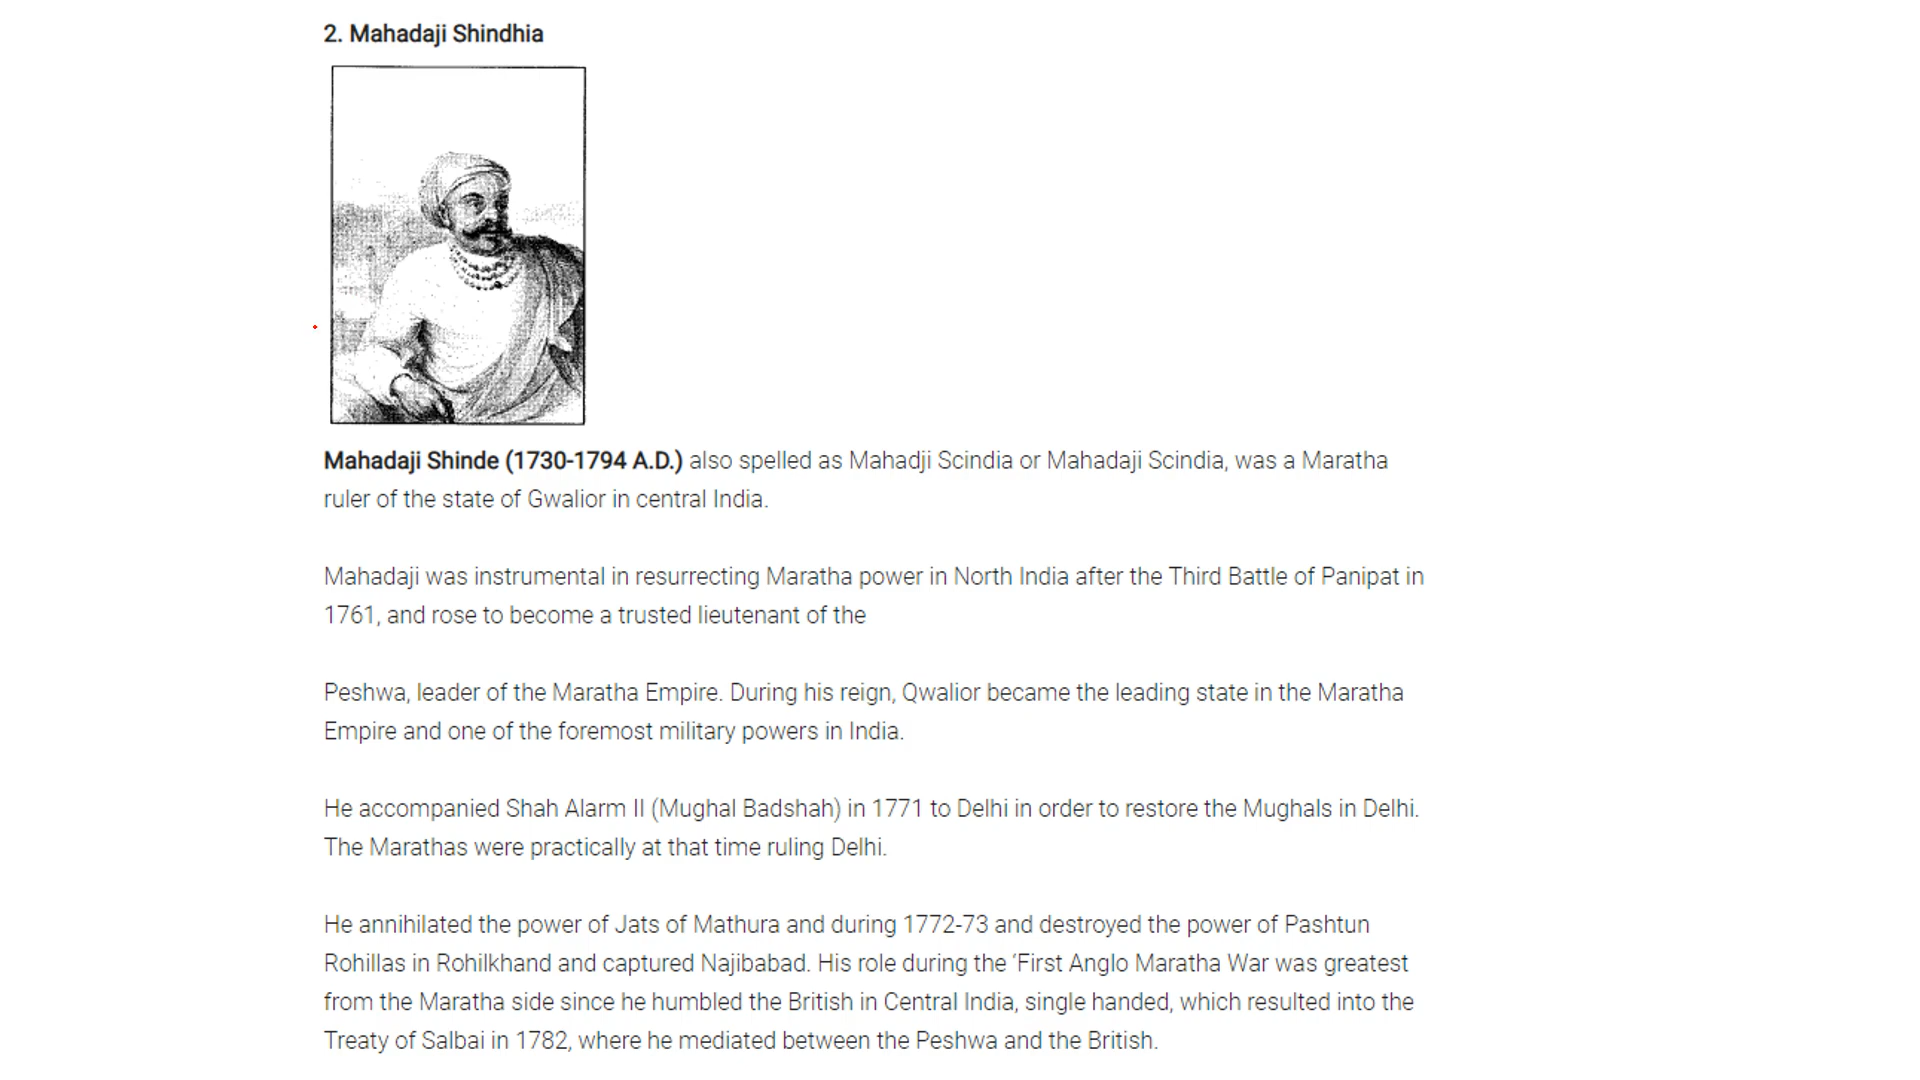 2. Mahadaji Shindhia
Mahadaji Shinde (1730-1794 A.D.) also spelled as Mahadji Scindia or Mahadaji Scindia, was a Maratha
ruler of the state of Gwalior in central India.
Mahadaji was instrumental in resurrecting Maratha power in North India after the Third Battle of Panipat in
1761, and rose to become a trusted lieutenant of the
Peshwa, leader of the Maratha Empire. During his reign, Qwalior became the leading state in the Maratha
Empire and one of the foremost military powers in India.
He accompanied Shah Alarm II (Mughal Badshah) in 1771 to Delhi in order to restore the Mughals in Delhi.
The Marathas were practically at that time ruling Delhi.
He annihilated the power of Jats of Mathura and during 1772-73 and destroyed the power of Pashtun
Rohillas in Rohilkhand and captured Najibabad. His role during the ‘First Anglo Maratha War was greatest
from the Maratha side since he humbled the British in Central India, single handed, which resulted into the
Treaty of Salbai in 1782, where he mediated between the Peshwa and the British.